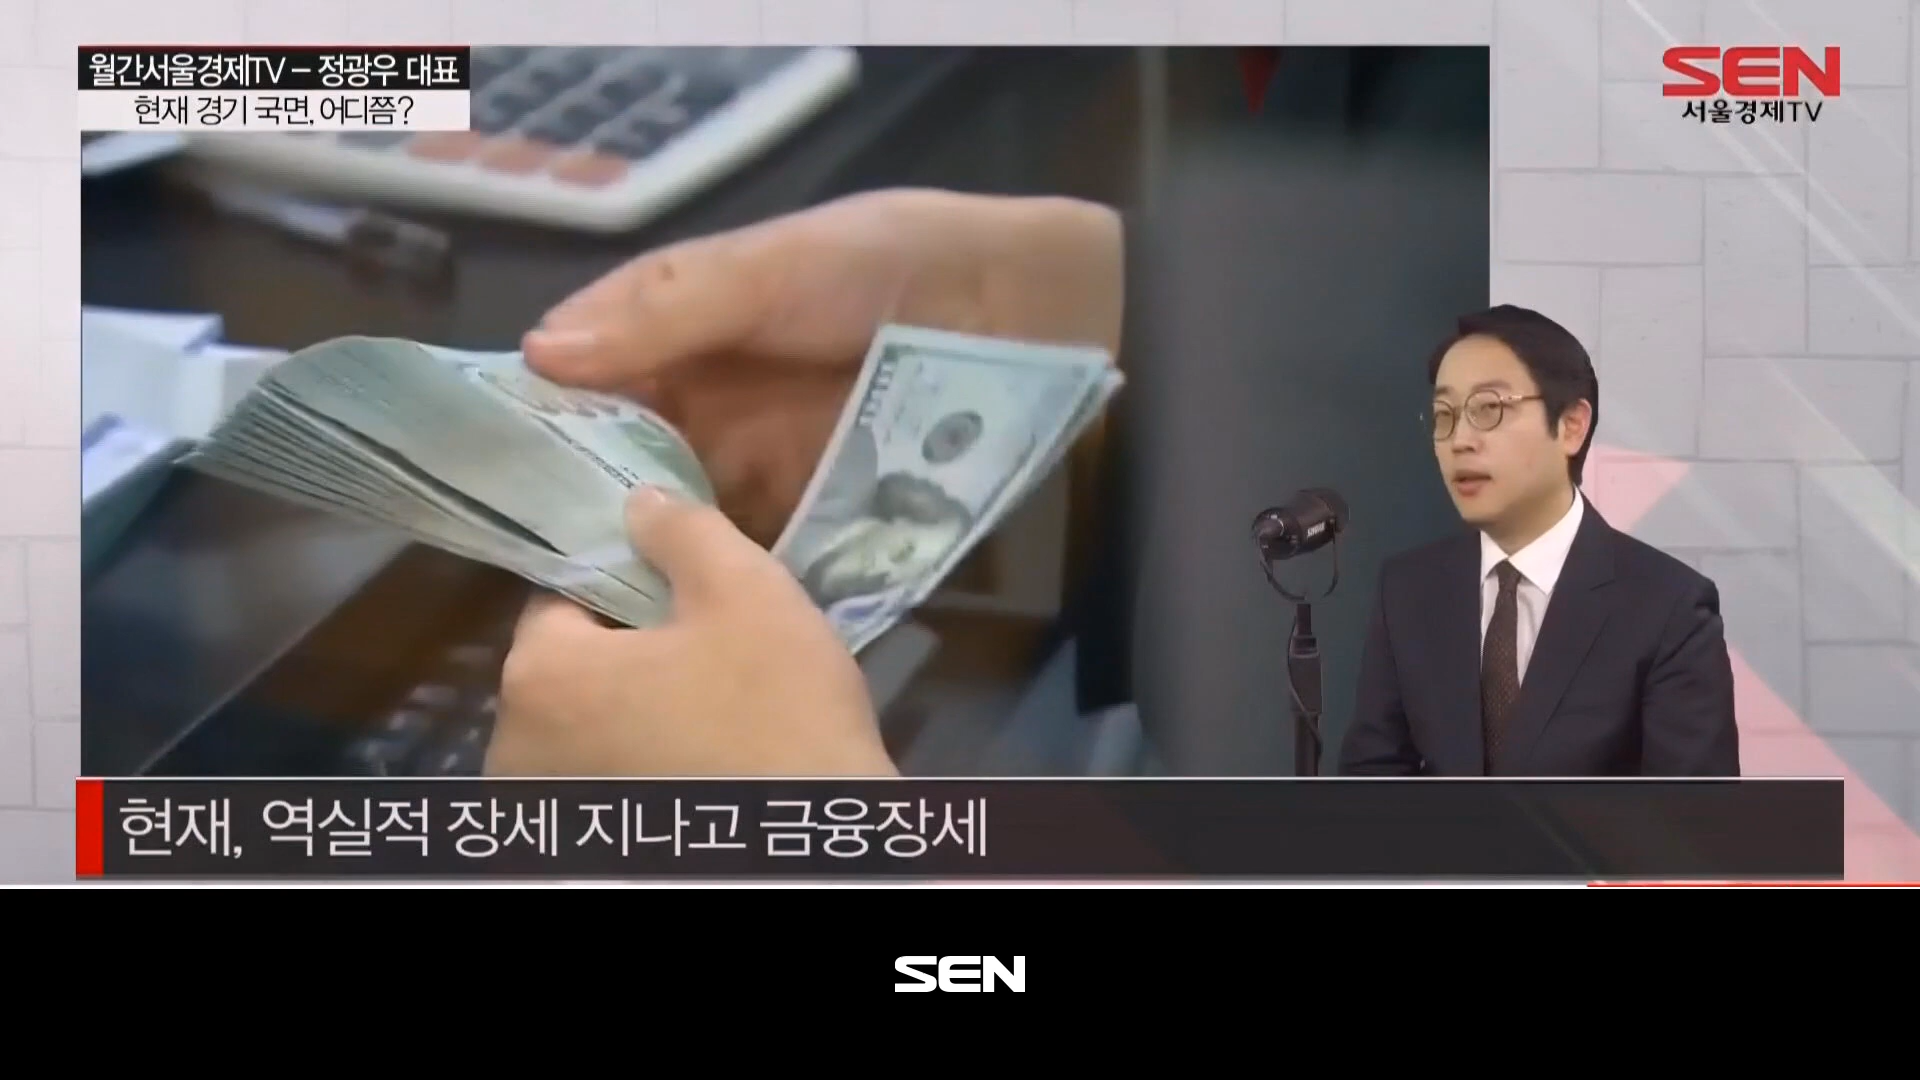 월간서울경제TV – 정광우 대표
현재 경기 국면, 어디쯤?
SEN
서울경제TV
SHURE
현재, 역실적 장세 지나고 금융장세
SEN